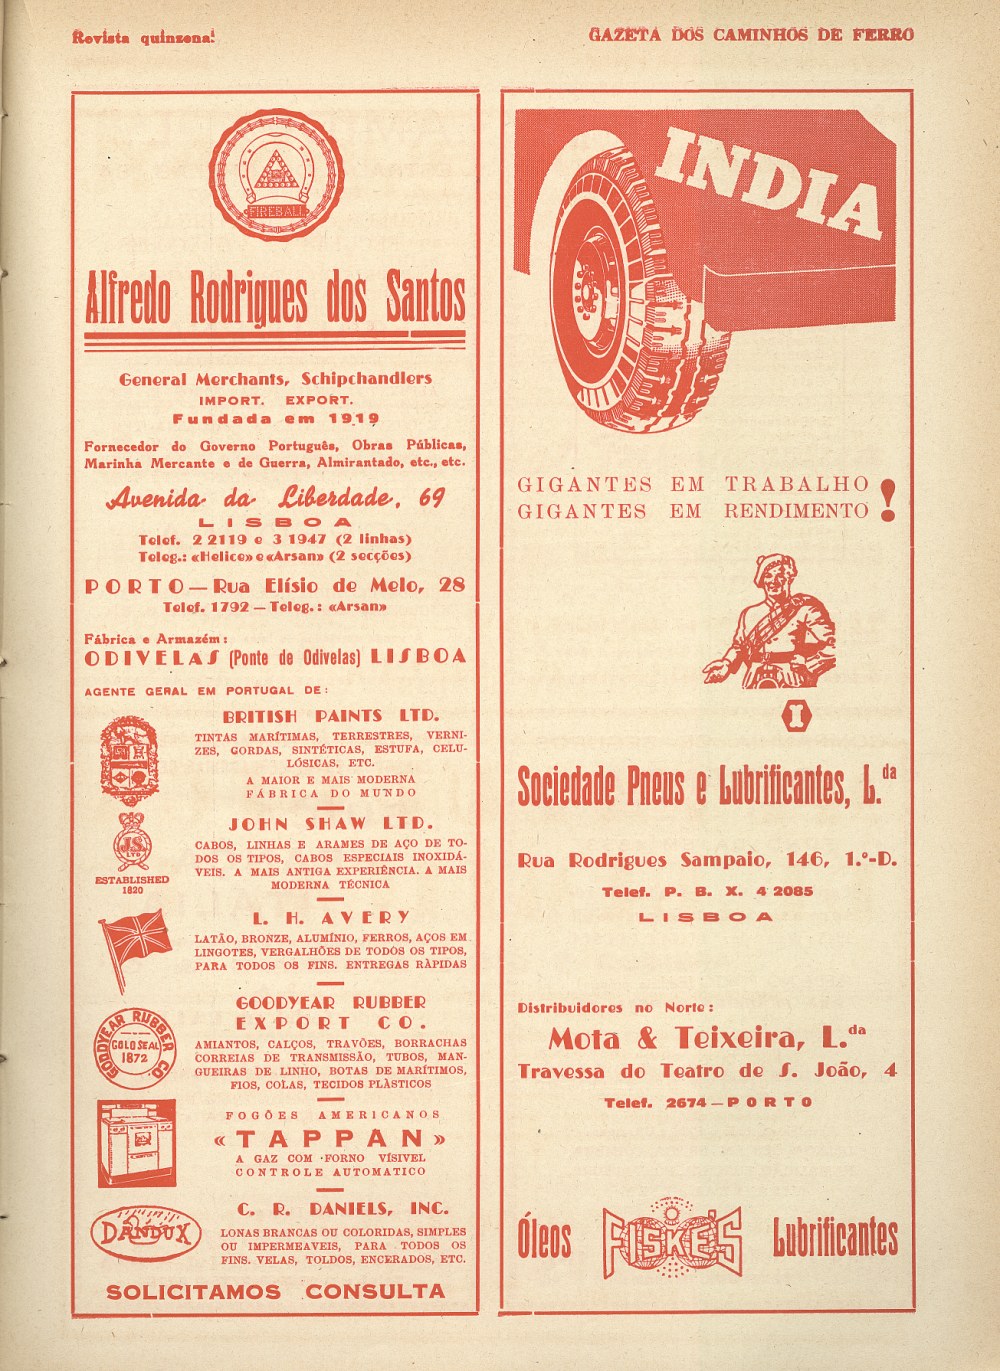 Revista quinzenal
GAZETA DOS CAMINHOS DE FERRO
FIREBALL
Alfredo Rodrigues dos Santos
General Merchants, Schipchandlers
IMPORT. EXPORT.
Fundada em 1919
Fornecedor do Governo Português, Obras Públicas,
Marinha Mercante e de Guerra, Almirantado, etc., etc.
Avenida da Liberdade, 69
LISBOA
Telef. 2 2119 e 3 1947 (2 linhas)
Teleg.: «Helice» e «Arsan» (2 secções)
PORTO — Rua Elísio de Melo, 28
Telef. 1792 — Teleg.: «Arsan»
Fábrica e Armazém:
ODIVELAS (Ponte de Odivelas) LISBOA
AGENTE GERAL EM PORTUGAL DE:
BRITISH PAINTS LTD.
TINTAS MARÍTIMAS, TERRESTRES, VERNI-
ZES, GORDAS, SINTÉTICAS, ESTUFA, CELU-
LÓSICAS, ETC.
A MAIOR E MAIS MODERNA
FÁBRICA DO MUNDO
J.S.
LTD
ESTABLISHED
1820
JOHN SHAW LTD.
CABOS, LINHAS E ARAMES DE AÇO DE TO-
DOS OS TIPOS, CABOS ESPECIAIS INOXIDÁ-
VEIS. A MAIS ANTIGA EXPERIÊNCIA. A MAIS
MODERNA TÉCNICA
L. H. AVERY
LATÃO, BRONZE, ALUMÍNIO, FERROS, AÇOS EM
LINGOTES, VERGALHÕES DE TODOS OS TIPOS,
PARA TODOS OS FINS. ENTREGAS RÀPIDAS
GOODYEAR RUBBER CO.
GOLD SEAL
1872
GOODYEAR RUBBER
EXPORT CO.
AMIANTOS, CALÇOS, TRAVÕES, BORRACHAS
CORREIAS DE TRANSMISSÃO, TUBOS, MAN-
GUEIRAS DE LINHO, BOTAS DE MARÍTIMOS,
FIOS, COLAS, TECIDOS PLÀSTICOS
FOGÕES AMERICANOS
«TAPPAN»
A GAZ COM FORNO VÍSIVEL
CONTROLE AUTOMATICO
DANDUX
C. R. DANIELS, INC.
LONAS BRANCAS OU COLORIDAS, SIMPLES
OU IMPERMEAVEIS, PARA TODOS OS
FINS. VELAS, TOLDOS, ENCERADOS, ETC.
SOLICITAMOS CONSULTA
INDIA
GIGANTES EM TRABALHO
GIGANTES EM RENDIMENTO !
I
Sociedade Pneus e Lubrificantes, L.da
Rua Rodrigues Sampaio, 146, 1.º-D.
Telef. P. B. X. 4 2085
LISBOA
Distribuidores no Norte:
Mota & Teixeira, L.da
Travessa do Teatro de S. João, 4
Telef. 2674 — PORTO
Óleos FISKE'S Lubrificantes